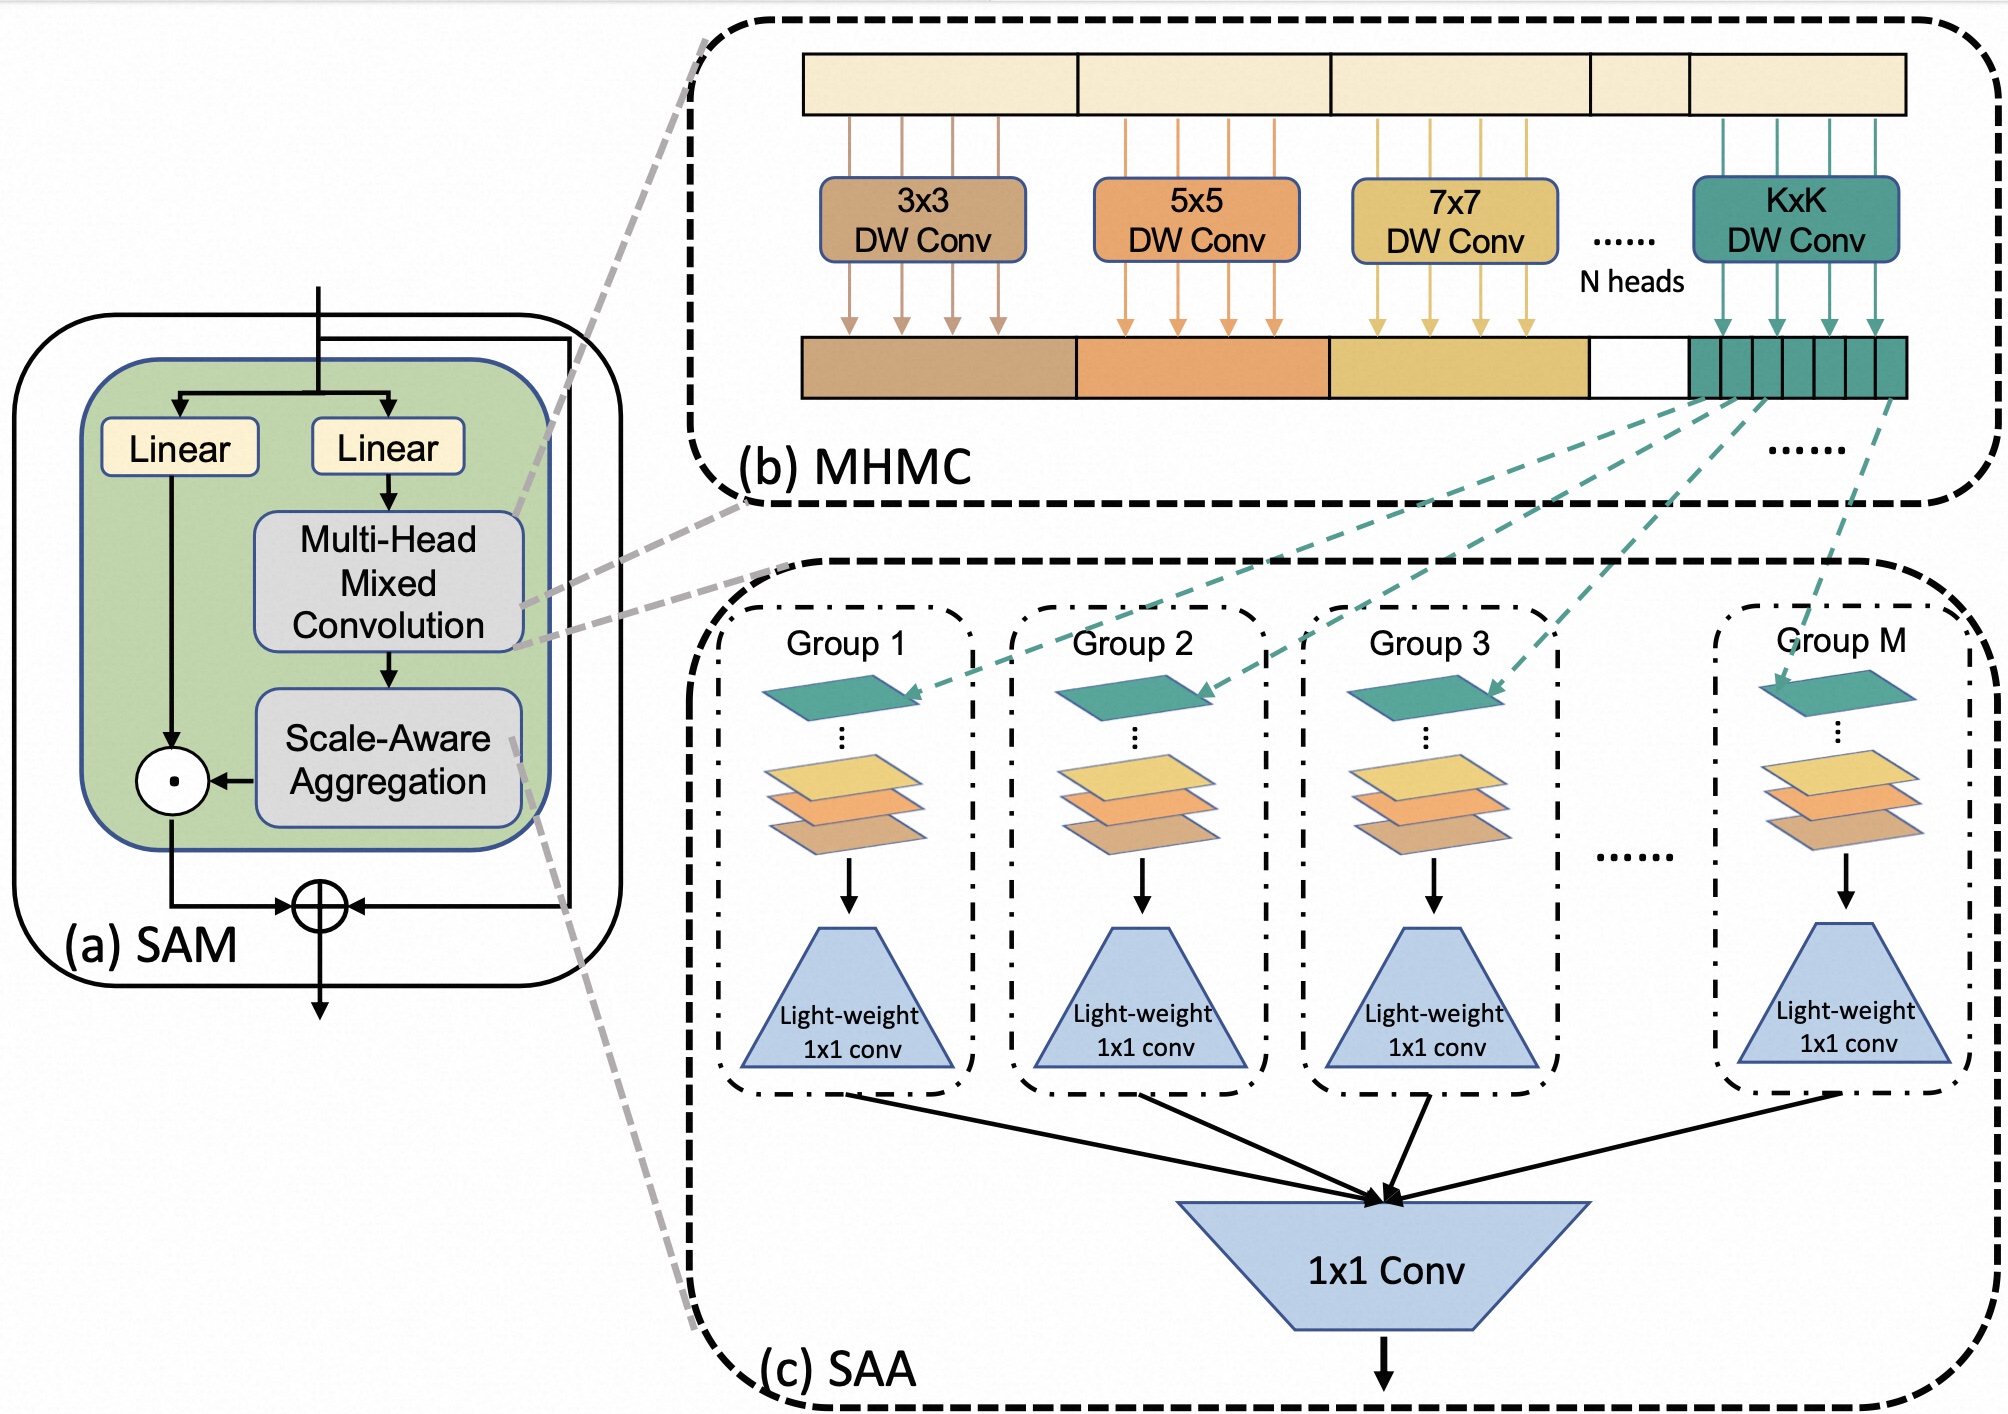 3x3
DW Conv
5x5
DW Conv
7x7
DW Conv
......
N heads
KxK
DW Conv
(b) MHMC
......
Linear
Linear
Multi-Head
Mixed
Convolution
Scale-Aware
Aggregation
(a) SAM
Group 1
Group 2
Group 3
Group M
......
Light-weight
1x1 conv
Light-weight
1x1 conv
Light-weight
1x1 conv
Light-weight
1x1 conv
1x1 Conv
(c) SAA